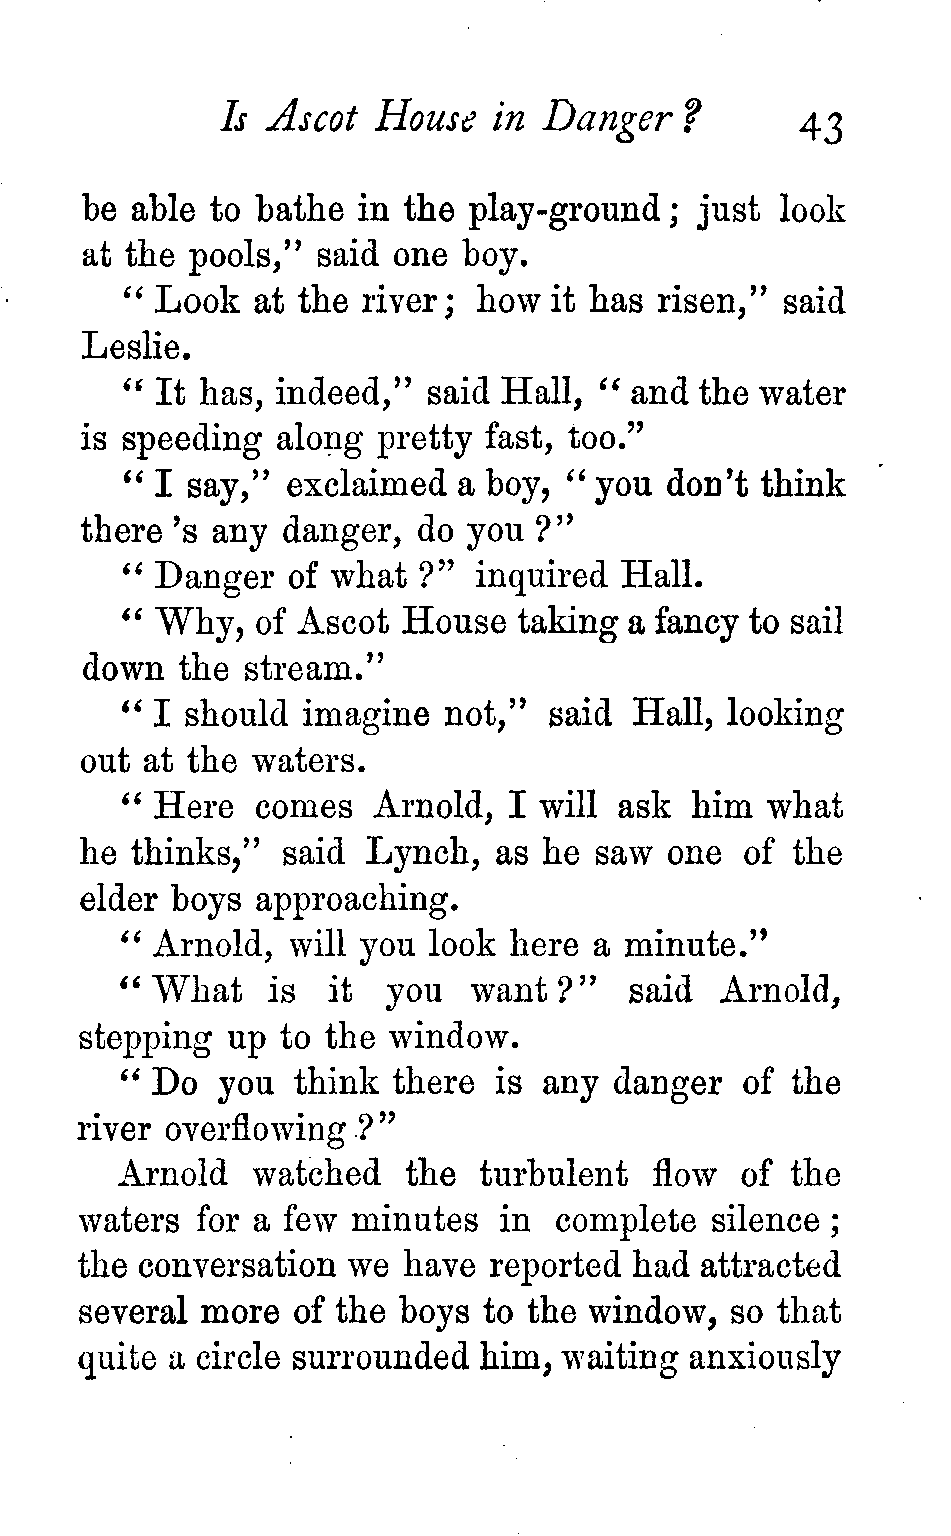 Is Ascot House in Danger? 43
be able to bathe in the play-ground; just look
at the pools," said one boy.
"Look at the river; how it has risen," said
Leslie.
"It has, indeed," said Hall, "and the water
is speeding along pretty fast, too."
"I say," exclaimed a boy, "you don't think
there 's any danger, do you?"
"Danger of what?" inquired Hall.
"Why, of Ascot House taking a fancy to sail
down the stream."
"I should imagine not," said Hall, looking
out at the waters.
"Here comes Arnold, I will ask him what
he thinks," said Lynch, as he saw one of the
elder boys approaching.
"Arnold, will you look here a minute."
"What is it you want?" said Arnold,
stepping up to the window.
"Do you think there is any danger of the
river overflowing?"
Arnold watched the turbulent flow of the
waters for a few minutes in complete silence;
the conversation we have reported had attracted
several more of the boys to the window, so that
quite a circle surrounded him, waiting anxiously